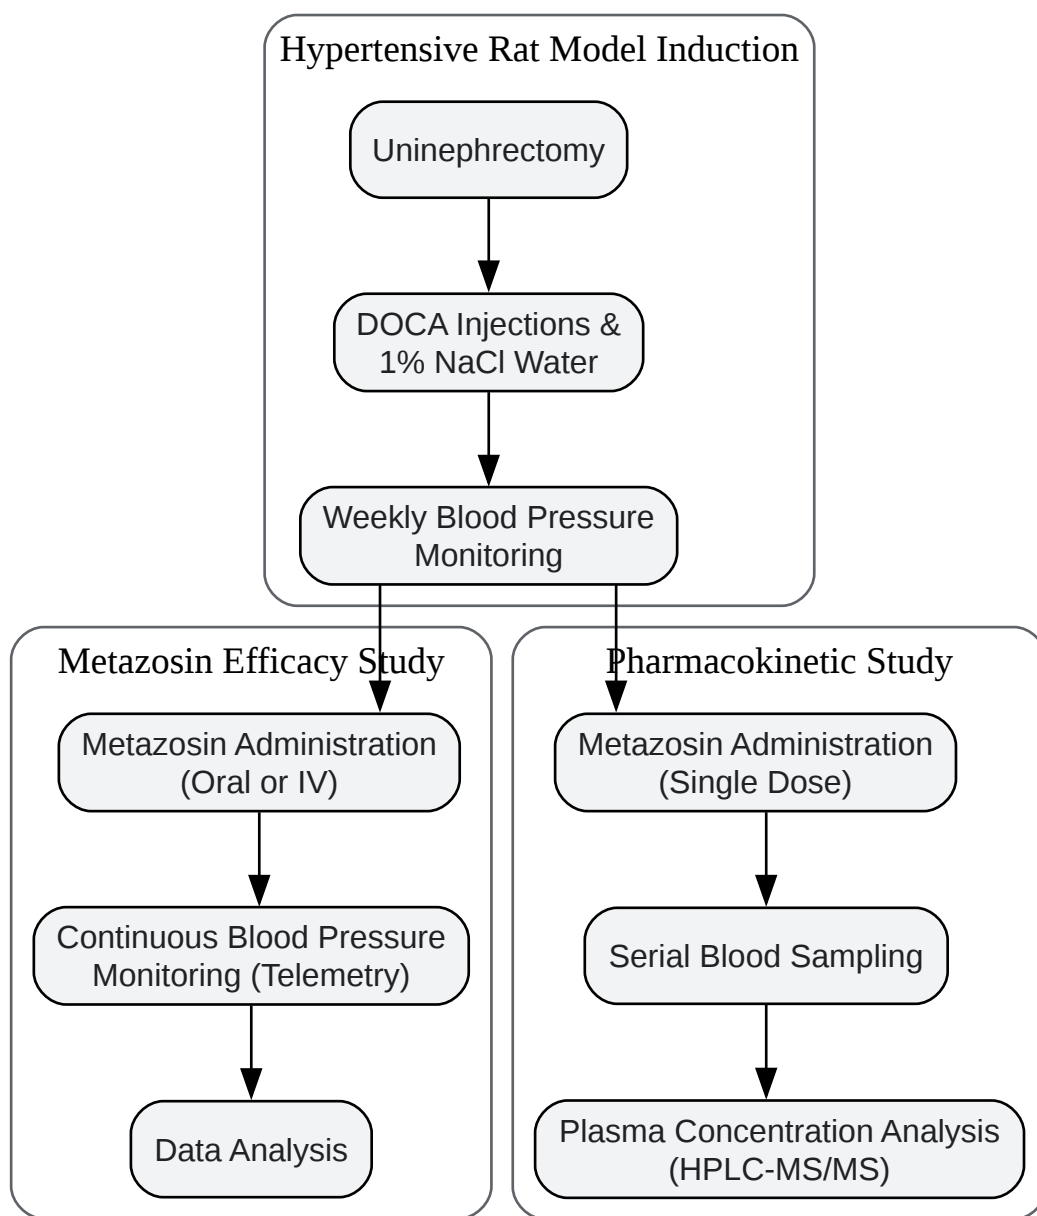 Hypertensive Rat Model Induction
Uninephrectomy
DOCA Injections &
1% NaCl Water
Weekly Blood Pressure
Monitoring
Metazosin Efficacy Study
Metazosin Administration
(Oral or IV)
Continuous Blood Pressure
Monitoring (Telemetry)
Data Analysis
Pharmacokinetic Study
Metazosin Administration
(Single Dose)
Serial Blood Sampling
Plasma Concentration Analysis
(HPLC-MS/MS)